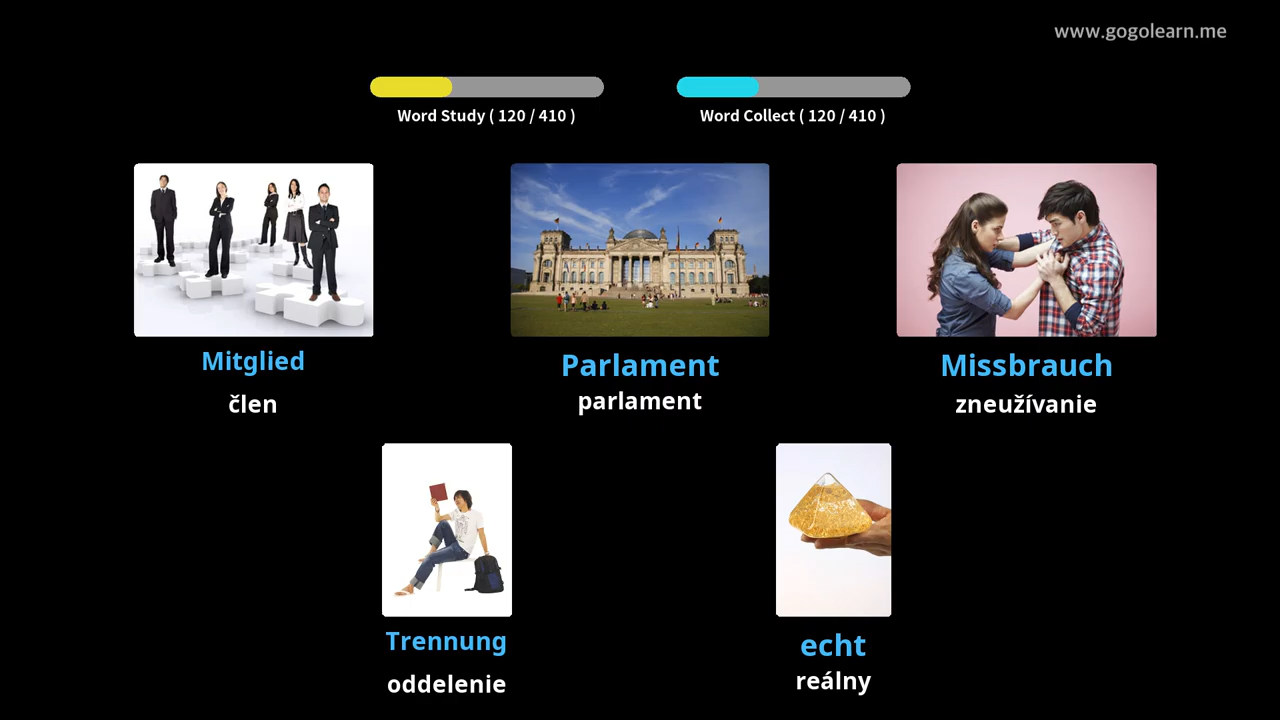 www.gogolearn.me
Word Study ( 120 / 410 )
Word Collect ( 120 / 410 )
Mitglied
člen
Parlament
parlament
Missbrauch
zneužívanie
Trennung
oddelenie
echt
reálny